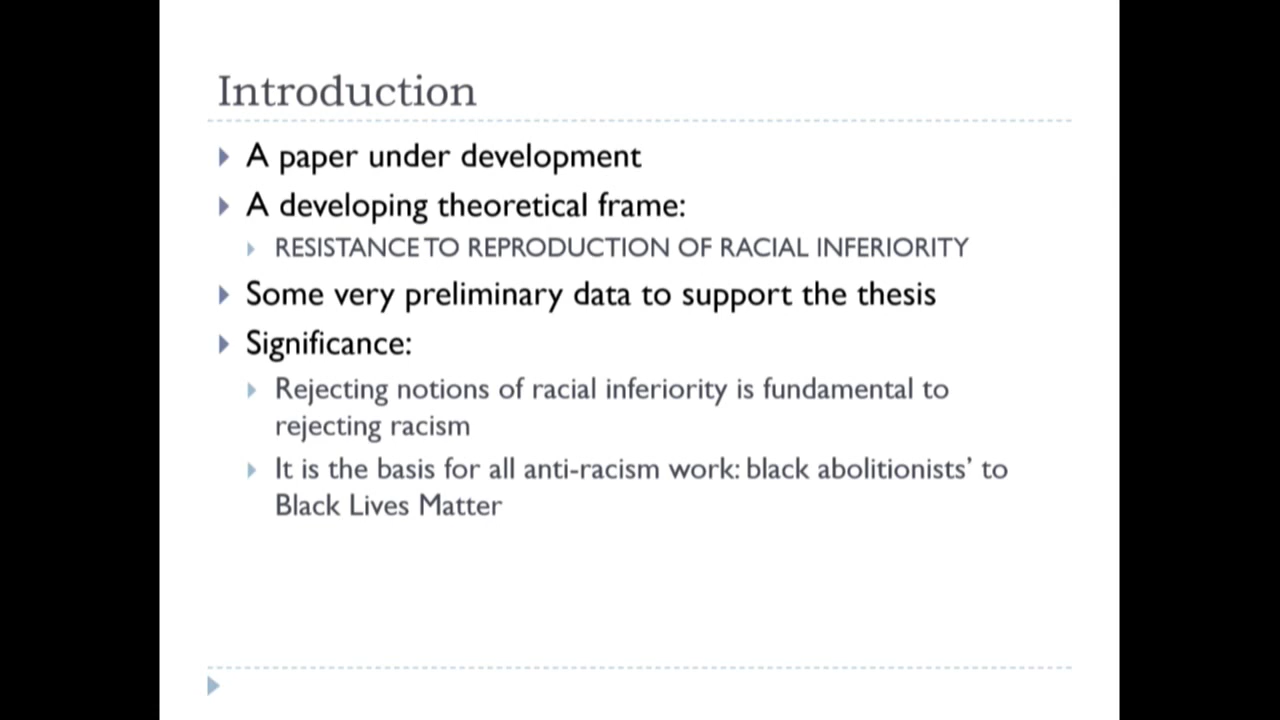 Introduction
A paper under development
A developing theoretical frame:
RESISTANCE TO REPRODUCTION OF RACIAL INFERIORITY
Some very preliminary data to support the thesis
Significance:
Rejecting notions of racial inferiority is fundamental to
rejecting racism
It is the basis for all anti-racism work: black abolitionists’ to
Black Lives Matter